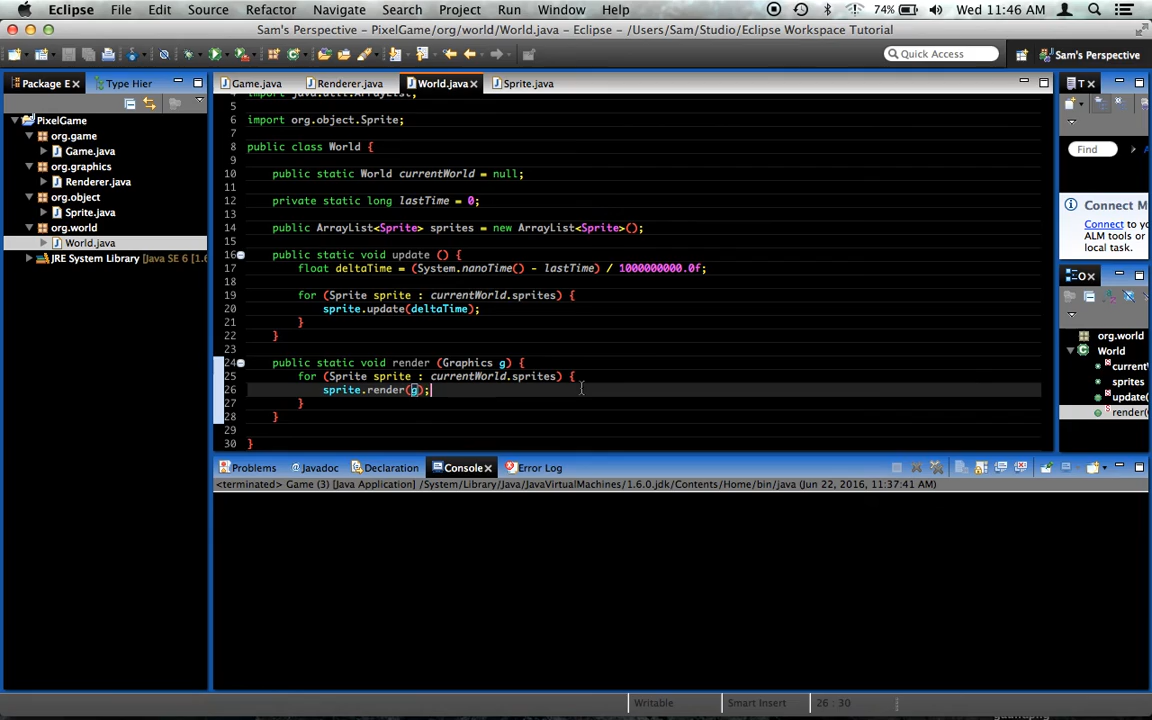 Eclipse File Edit Source Refactor Navigate Search Project Run Window Help 74% Wed 11:46 AM
Sam's Perspective - PixelGame/org/world/World.java - Eclipse - /Users/Sam/Studio/Eclipse Workspace Tutorial
Quick Access Sam's Perspective
Package E Type Hier
Game.java Renderer.java World.java Sprite.java
T
PixelGame
org.game
Game.java
org.graphics
Renderer.java
org.object
Sprite.java
org.world
World.java
JRE System Library [Java SE 6 [1.6
4 import java.util.ArrayList;
5
6 import org.object.Sprite;
7
8 public class World {
9
10 public static World currentWorld = null;
11
12 private static long lastTime = 0;
13
14 public ArrayList<Sprite> sprites = new ArrayList<Sprite>();
15
16 public static void update () {
17 float deltaTime = (System.nanoTime() - lastTime) / 1000000000.0f;
18
19 for (Sprite sprite : currentWorld.sprites) {
20 sprite.update(deltaTime);
21 }
22 }
23
24 public static void render (Graphics g) {
25 for (Sprite sprite : currentWorld.sprites) {
26 sprite.render(g);
27 }
28 }
29
30 }
Find
Connect M
Connect to yo
ALM tools or
local task.
O
org.world
World
current
sprites
update(
render(
Problems Javadoc Declaration Console Error Log
<terminated> Game (3) [Java Application] /System/Library/Java/JavaVirtualMachines/1.6.0.jdk/Contents/Home/bin/java (Jun 22, 2016, 11:37:41 AM)
Writable Smart Insert 26 : 30